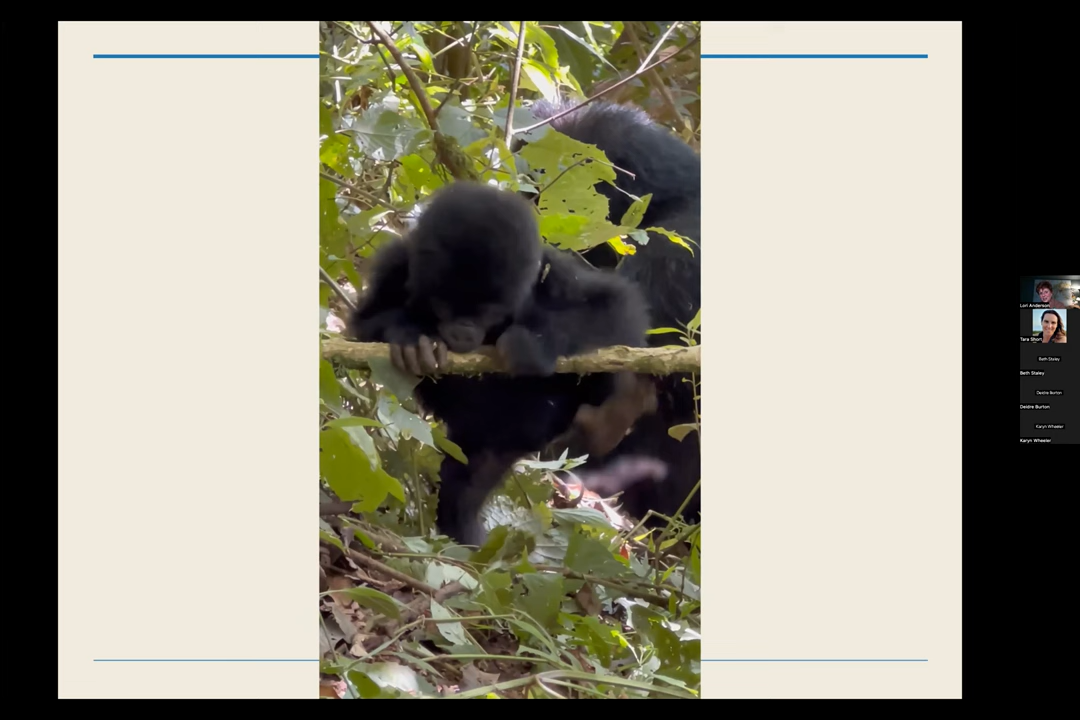 Lori Anderson
Tara Short
Beth Staley
Beth Staley
Deidre Burton
Deidre Burton
Karyn Wheeler
Karyn Wheeler